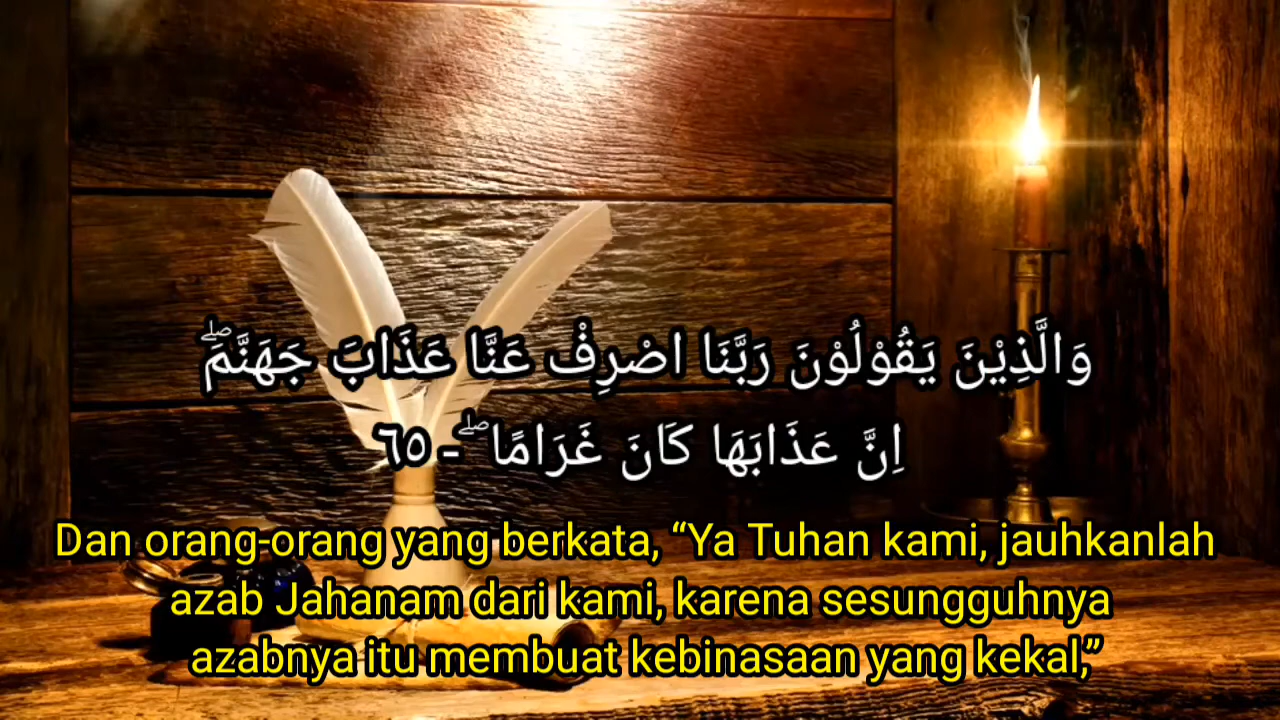 وَالَّذِيْنَ يَقُوْلُوْنَ رَبَّنَا اصْرِفْ عَنَّا عَذَابَ جَهَنَّمَۖ
اِنَّ عَذَابَهَا كَانَ غَرَامًا ۖ - ٦٥
Dan orang-orang yang berkata, “Ya Tuhan kami, jauhkanlah
azab Jahanam dari kami, karena sesungguhnya
azabnya itu membuat kebinasaan yang kekal,”